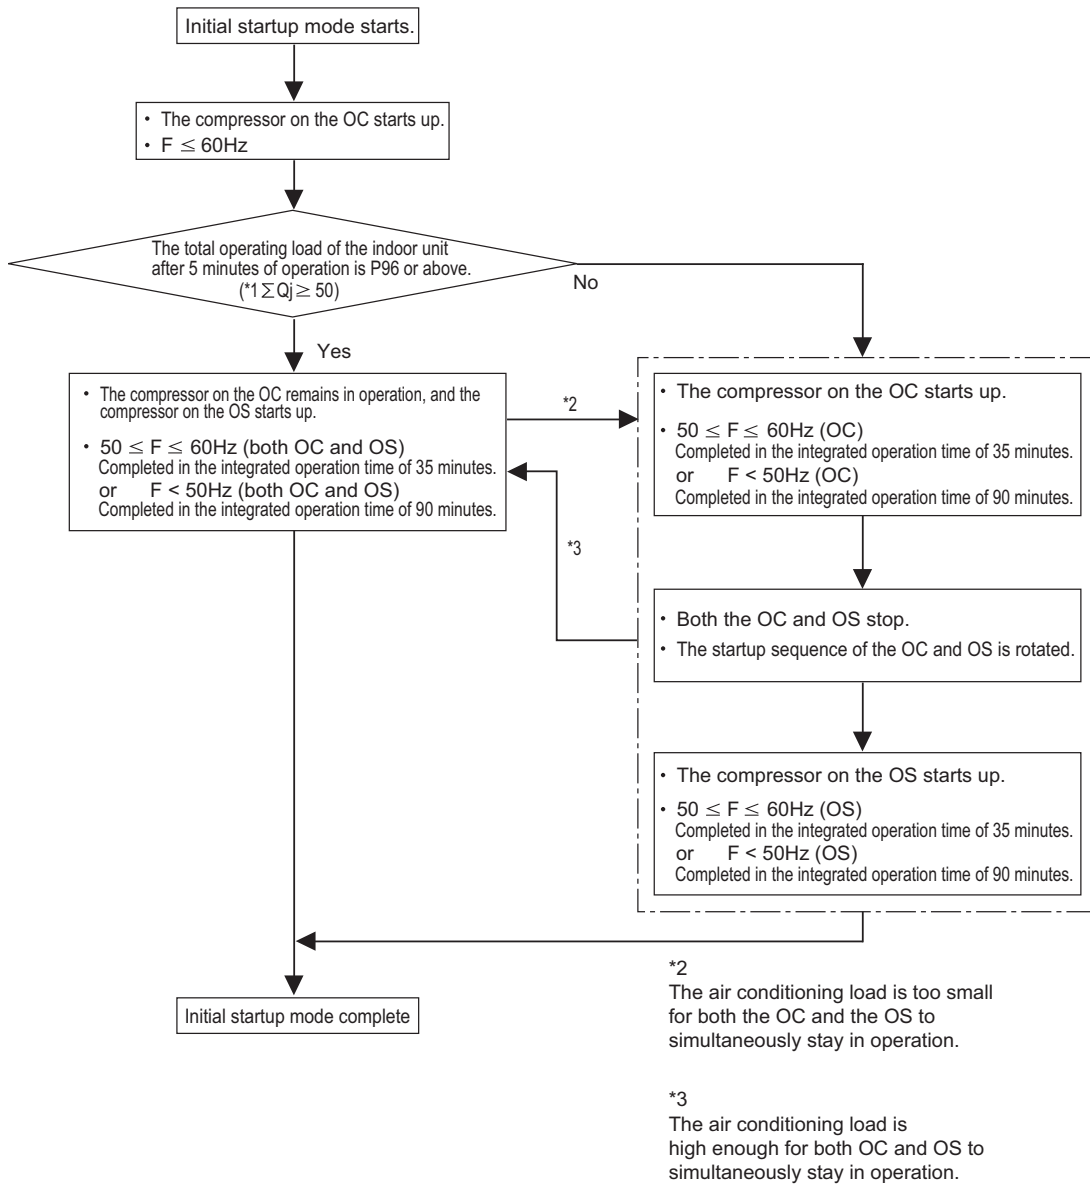 Initial startup mode starts.
• The compressor on the OC starts up.
• F ≤ 60Hz
The total operating load of the indoor unit
after 5 minutes of operation is P96 or above.
(*1 ΣQj ≥ 50)
No
Yes
• The compressor on the OC remains in operation, and the
compressor on the OS starts up.
• 50 ≤ F ≤ 60Hz (both OC and OS)
Completed in the integrated operation time of 35 minutes.
or F < 50Hz (both OC and OS)
Completed in the integrated operation time of 90 minutes.
*2
*3
• The compressor on the OC starts up.
• 50 ≤ F ≤ 60Hz (OC)
Completed in the integrated operation time of 35 minutes.
or F < 50Hz (OC)
Completed in the integrated operation time of 90 minutes.
• Both the OC and OS stop.
• The startup sequence of the OC and OS is rotated.
• The compressor on the OS starts up.
• 50 ≤ F ≤ 60Hz (OS)
Completed in the integrated operation time of 35 minutes.
or F < 50Hz (OS)
Completed in the integrated operation time of 90 minutes.
Initial startup mode complete
*2
The air conditioning load is too small
for both the OC and the OS to
simultaneously stay in operation.
*3
The air conditioning load is
high enough for both OC and OS to
simultaneously stay in operation.